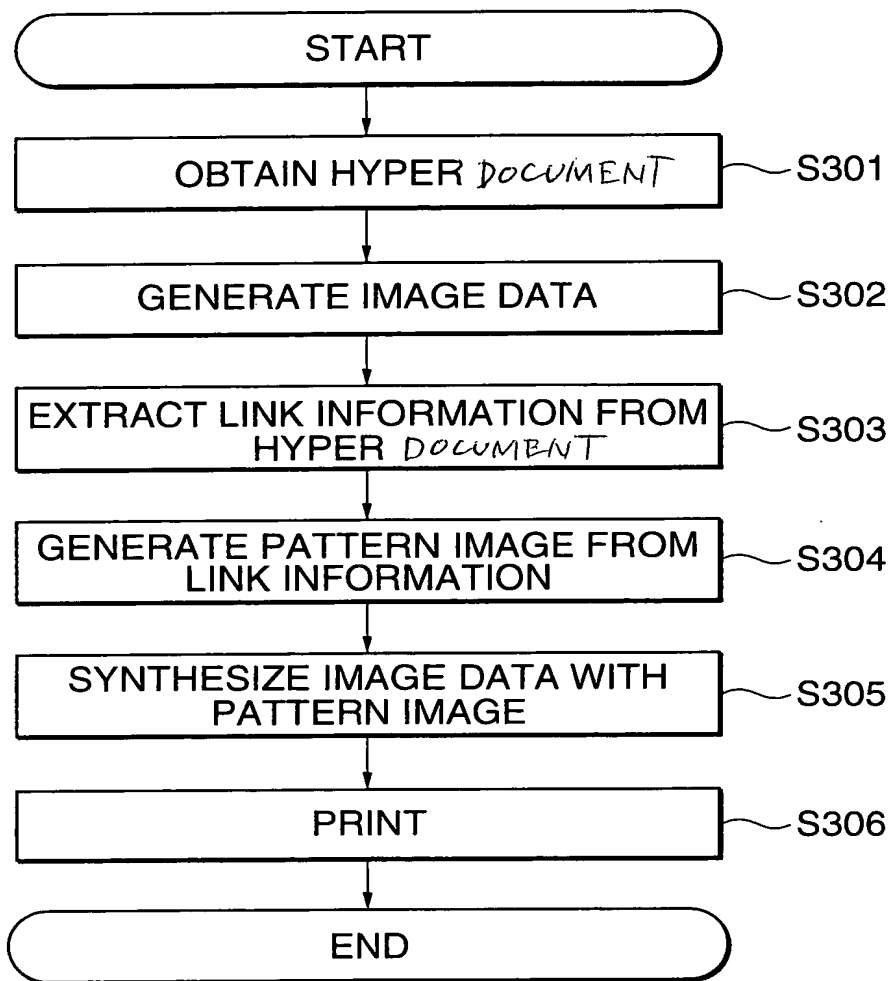 START
OBTAIN HYPER DOCUMENT
S301
GENERATE IMAGE DATA
S302
EXTRACT LINK INFORMATION FROM
HYPER DOCUMENT
S303
GENERATE PATTERN IMAGE FROM
LINK INFORMATION
S304
SYNTHESIZE IMAGE DATA WITH
PATTERN IMAGE
S305
PRINT
S306
END